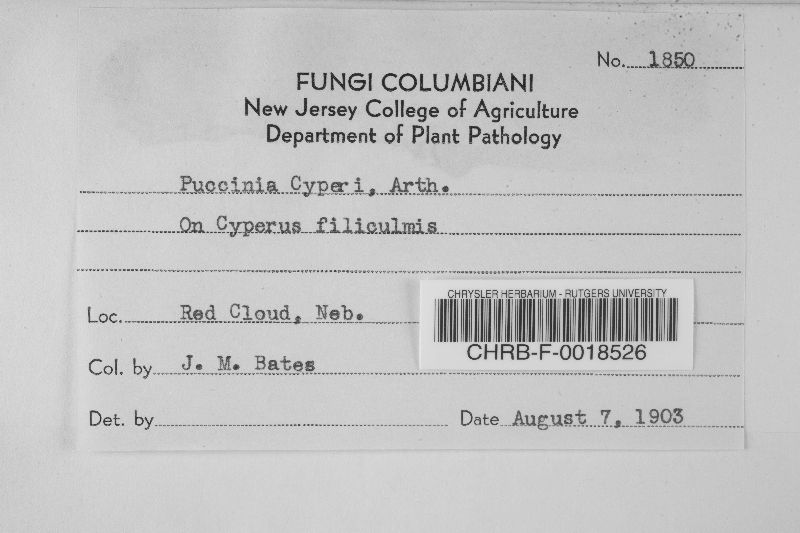 No. 1850
FUNGI COLUMBIANI
New Jersey College of Agriculture
Department of Plant Pathology
Puccinia Cyperi, Arth.
On Cyperus filiculmis
Loc. Red Cloud, Neb.
CHRYSLER HERBARIUM - RUTGERS UNIVERSITY
CHRB-F-0018526
Col. by J. M. Bates
Det. by
Date August 7, 1903